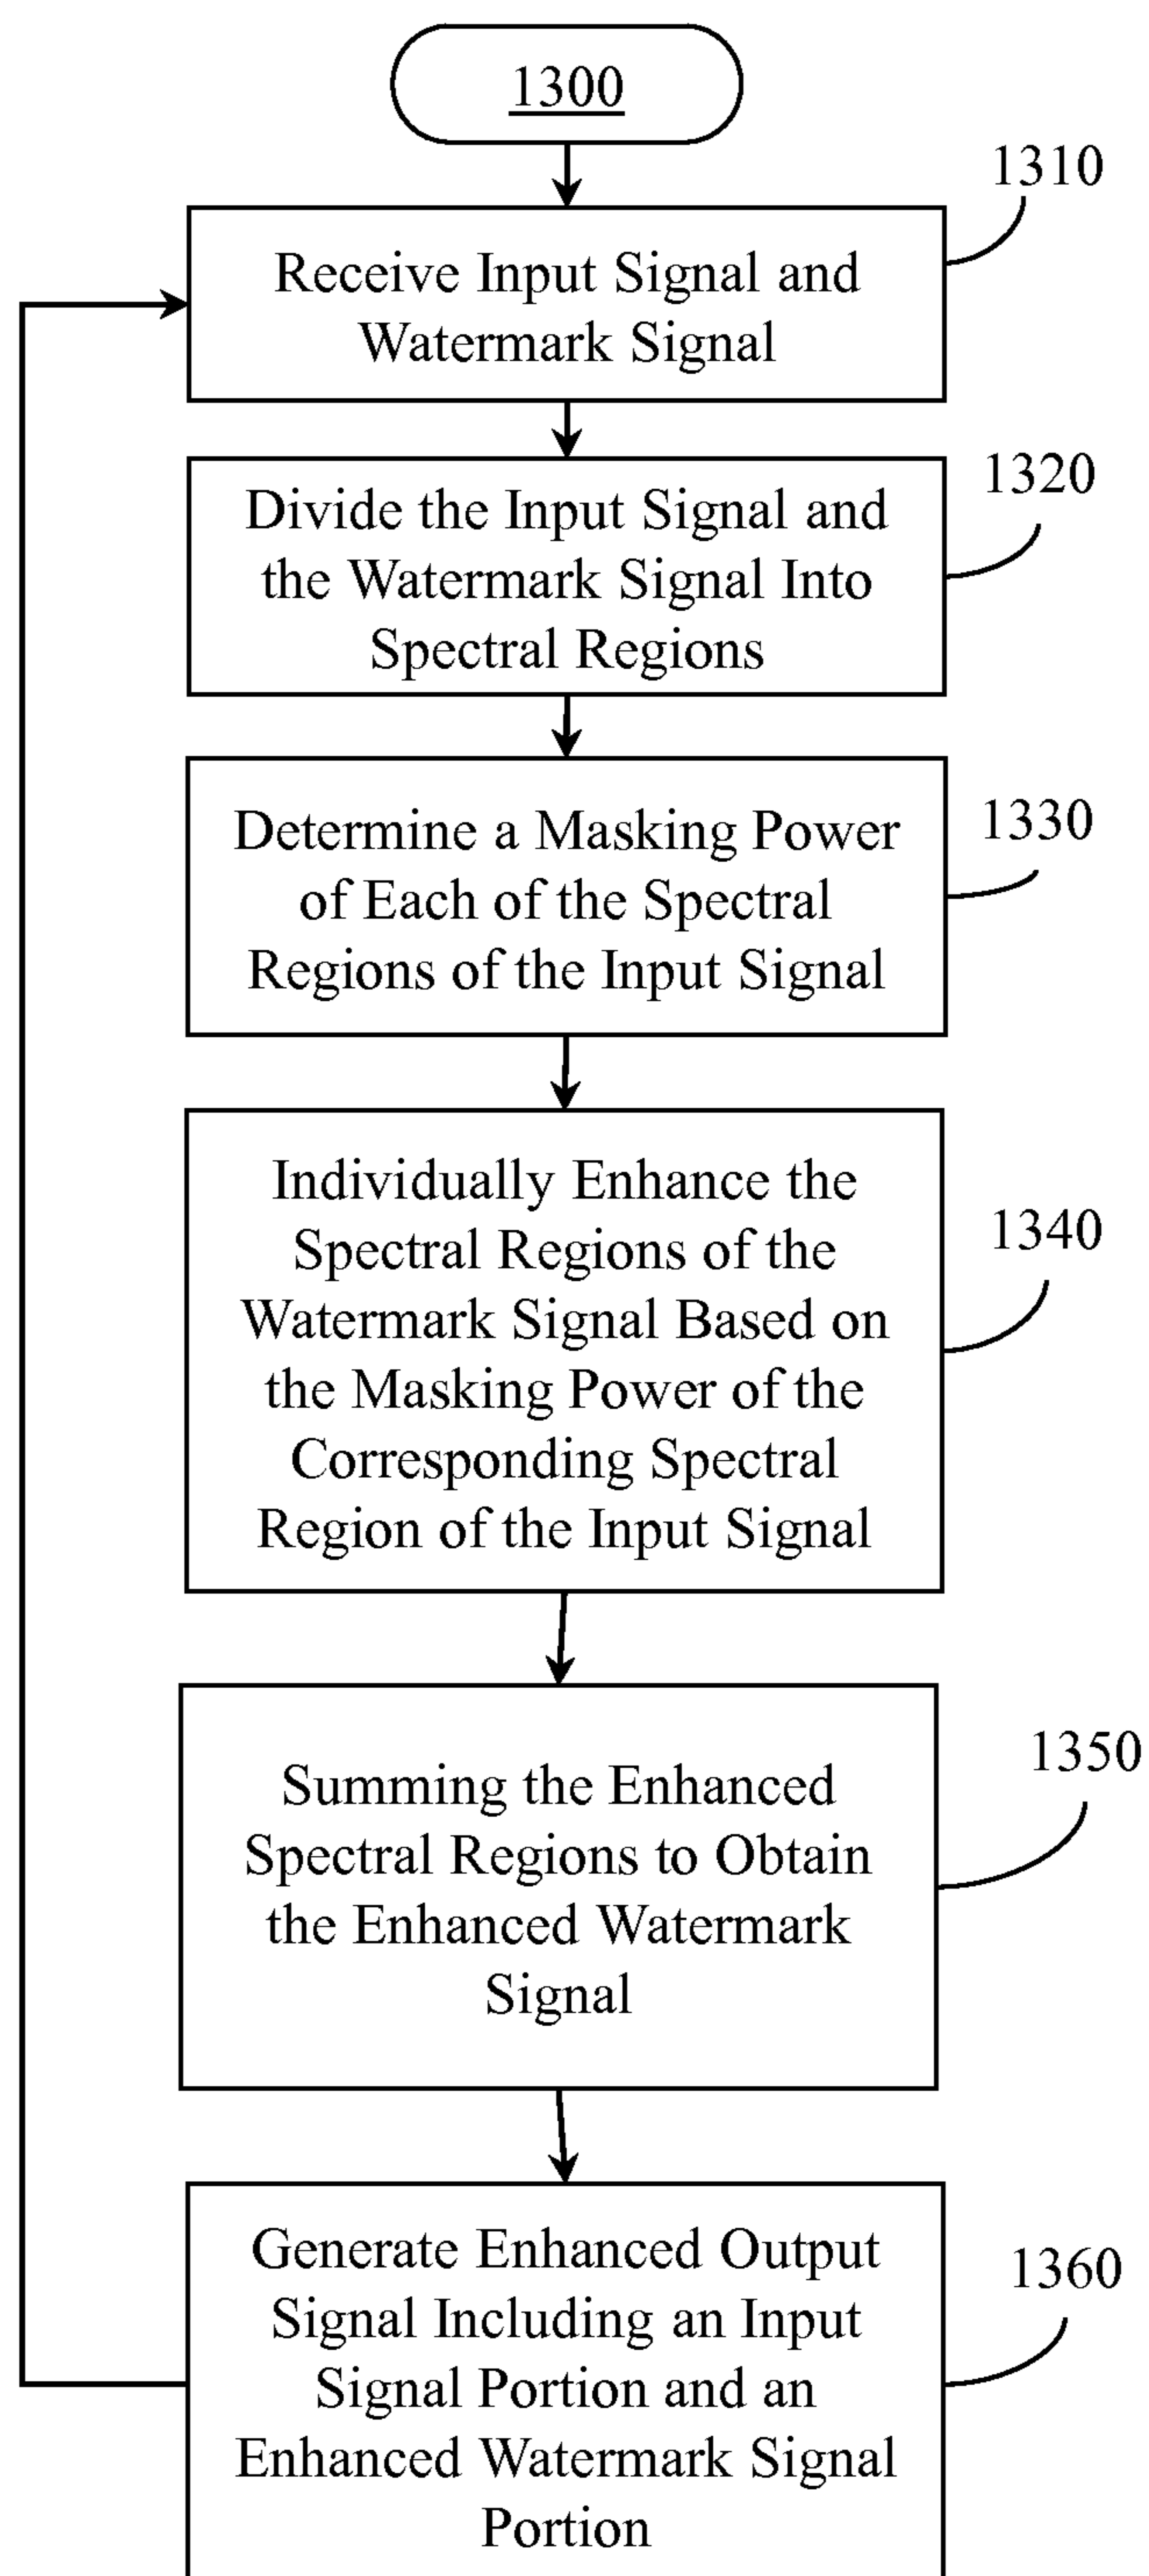 1300
1310
Receive Input Signal and
Watermark Signal
1320
Divide the Input Signal and
the Watermark Signal Into
Spectral Regions
1330
Determine a Masking Power
of Each of the Spectral
Regions of the Input Signal
1340
Individually Enhance the
Spectral Regions of the
Watermark Signal Based on
the Masking Power of the
Corresponding Spectral
Region of the Input Signal
1350
Summing the Enhanced
Spectral Regions to Obtain
the Enhanced Watermark
Signal
1360
Generate Enhanced Output
Signal Including an Input
Signal Portion and an
Enhanced Watermark Signal
Portion